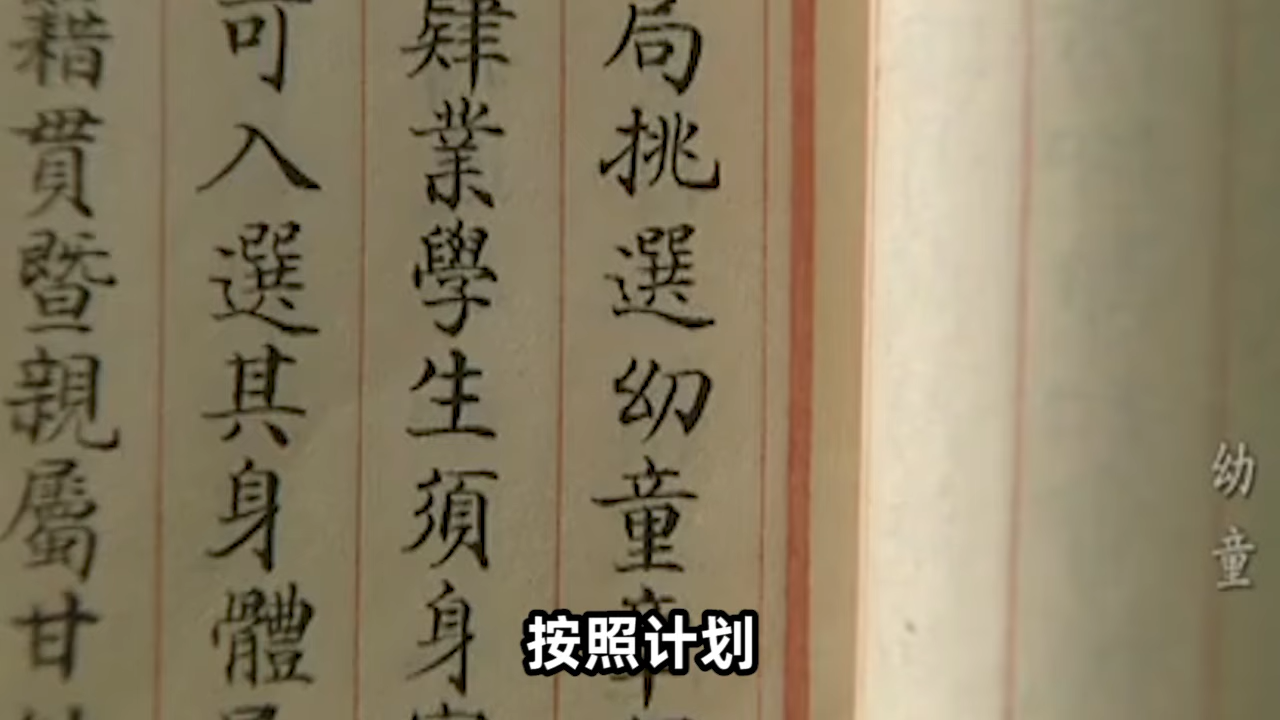 局挑選幼童章
肄業學生須身
可入選其身體
籍貫暨親屬甘
幼童
按照计划